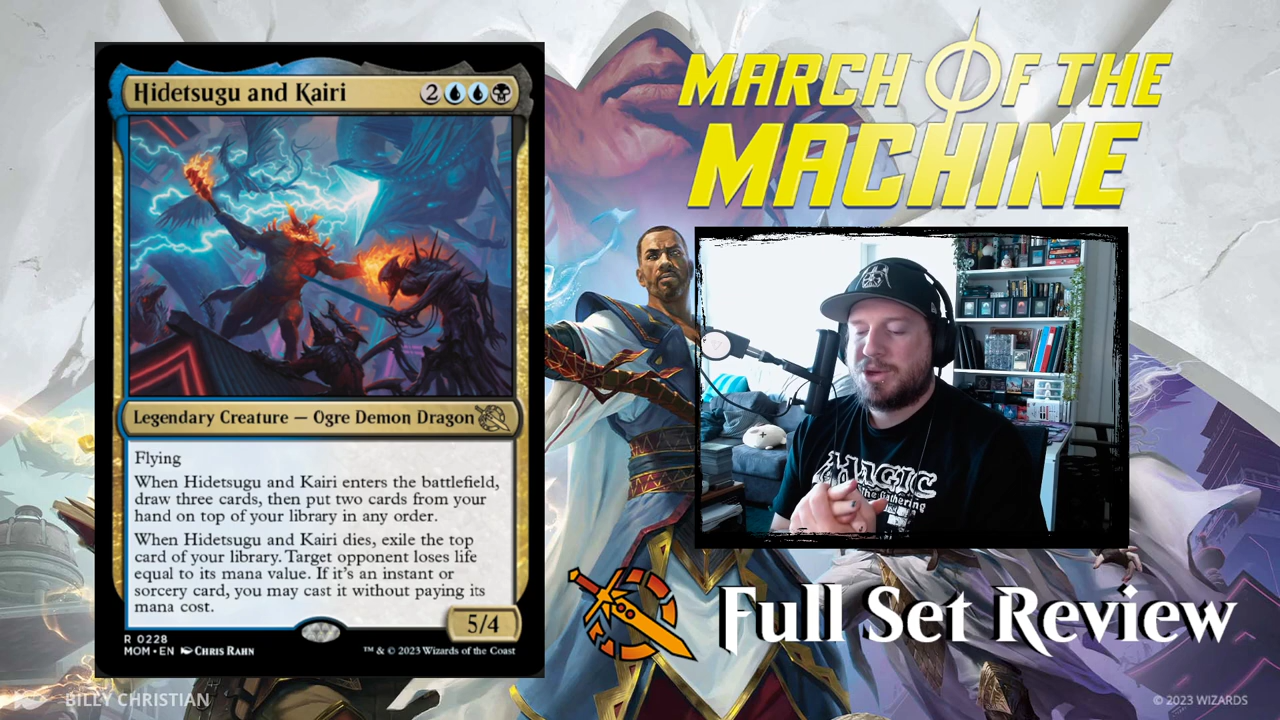 Hidetsugu and Kairi 2
Legendary Creature — Ogre Demon Dragon
Flying
When Hidetsugu and Kairi enters the battlefield,
draw three cards, then put two cards from your
hand on top of your library in any order.
When Hidetsugu and Kairi dies, exile the top
card of your library. Target opponent loses life
equal to its mana value. If it's an instant or
sorcery card, you may cast it without paying its
mana cost.
5/4
R 0228
MOM • EN CHRIS RAHN
™ & © 2023 Wizards of the Coast
BILLY CHRISTIAN
MARCH OF THE
MACHINE
MAGIC
The Gathering
Full Set Review
© 2023 WIZARDS